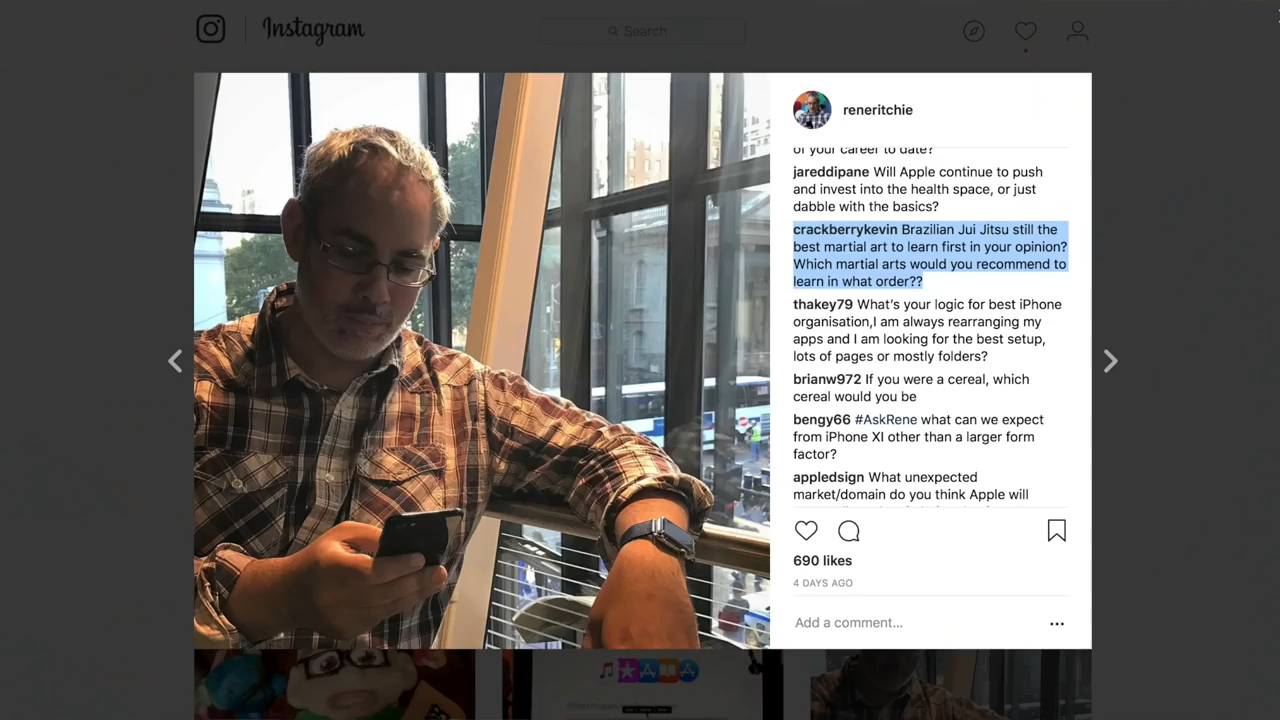 Instagram
Search
reneritchie
of your career to date?
jareddipane Will Apple continue to push
and invest into the health space, or just
dabble with the basics?
crackberrykevin Brazilian Jui Jitsu still the
best martial art to learn first in your opinion?
Which martial arts would you recommend to
learn in what order??
thakey79 What's your logic for best iPhone
organisation,I am always rearranging my
apps and I am looking for the best setup,
lots of pages or mostly folders?
brianw972 If you were a cereal, which
cereal would you be
bengy66 #AskRene what can we expect
from iPhone XI other than a larger form
factor?
appledsign What unexpected
market/domain do you think Apple will
690 likes
4 DAYS AGO
Add a comment...